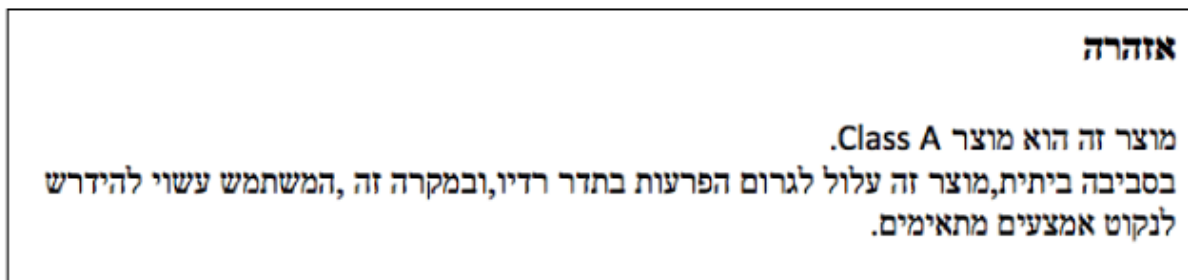 אזהרה
מוצר זה הוא מוצר Class A.
בסביבה ביתית,מוצר זה עלול לגרום הפרעות בתדר רדיו,ובמקרה זה ,המשתמש עשוי להידרש
לנקוט אמצעים מתאימים.